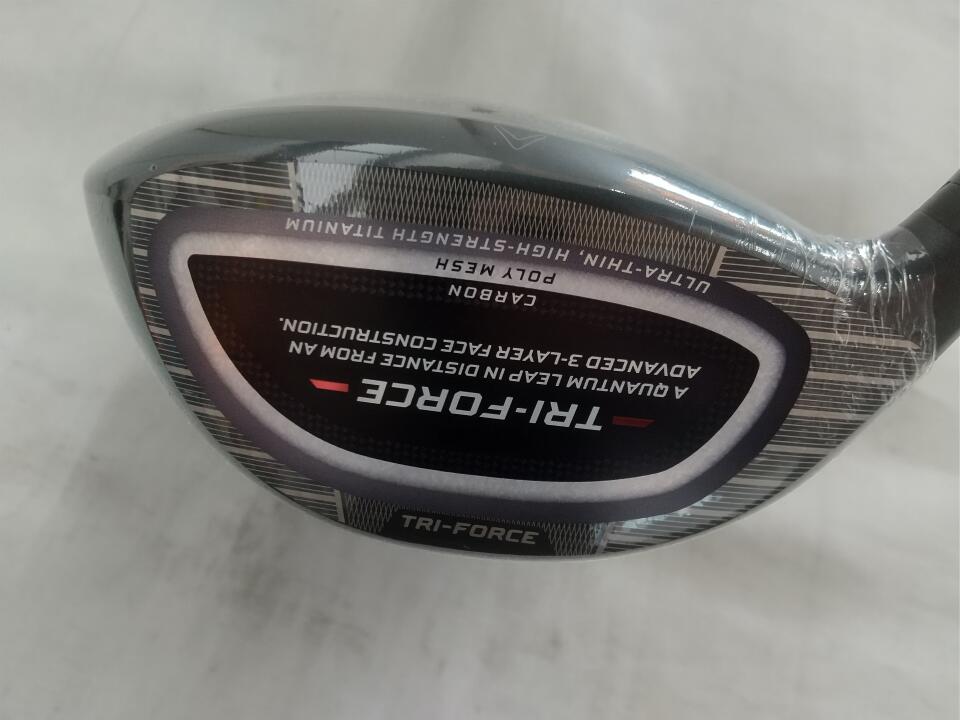 TRI-FORCE
A QUANTUM LEAP IN DISTANCE FROM AN
ADVANCED 3-LAYER FACE CONSTRUCTION.
CARBON
POLY MESH
ULTRA-THIN, HIGH-STRENGTH TITANIUM
TRI-FORCE